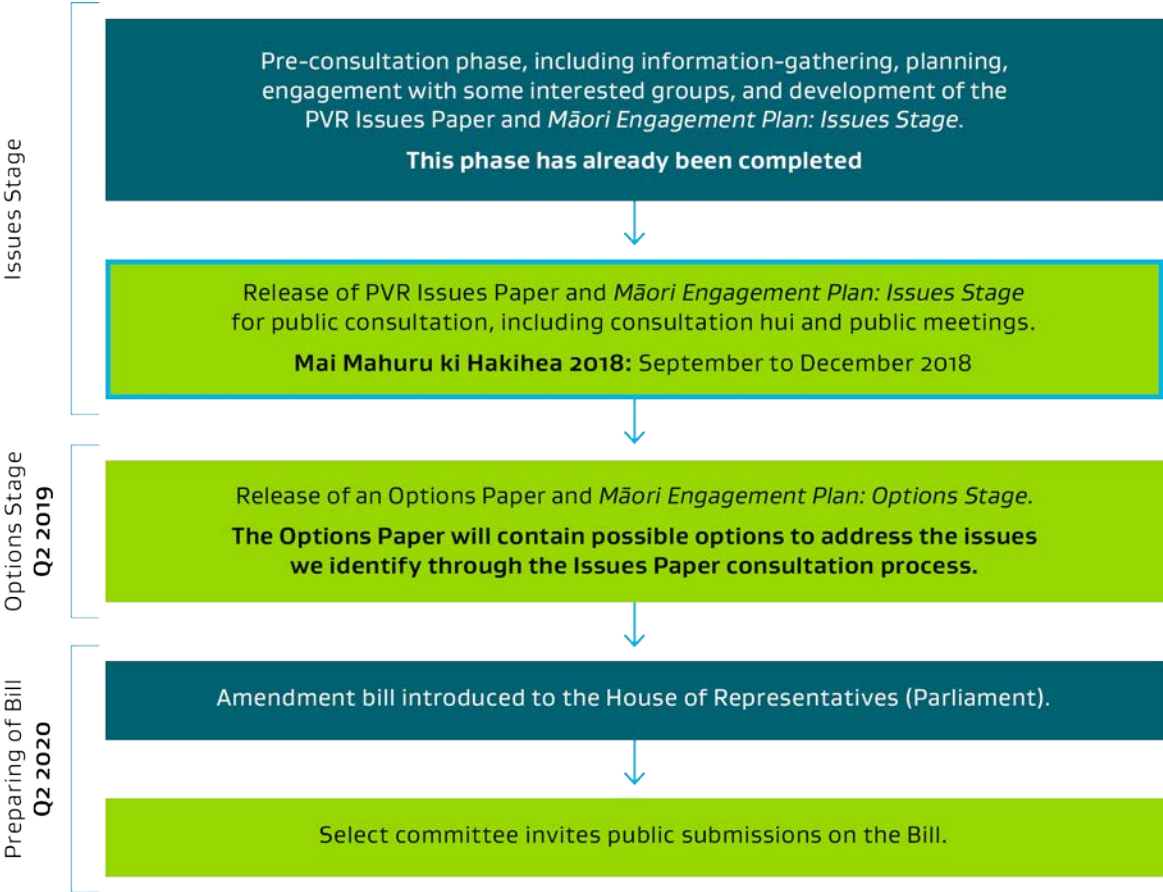 Issues Stage
Pre-consultation phase, including information-gathering, planning,
engagement with some interested groups, and development of the
PVR Issues Paper and Māori Engagement Plan: Issues Stage.
This phase has already been completed
Release of PVR Issues Paper and Māori Engagement Plan: Issues Stage
for public consultation, including consultation hui and public meetings.
Mai Mahuru ki Hakihea 2018: September to December 2018
Options Stage
Q2 2019
Release of an Options Paper and Māori Engagement Plan: Options Stage.
The Options Paper will contain possible options to address the issues
we identify through the Issues Paper consultation process.
Preparing of Bill
Q2 2020
Amendment bill introduced to the House of Representatives (Parliament).
Select committee invites public submissions on the Bill.